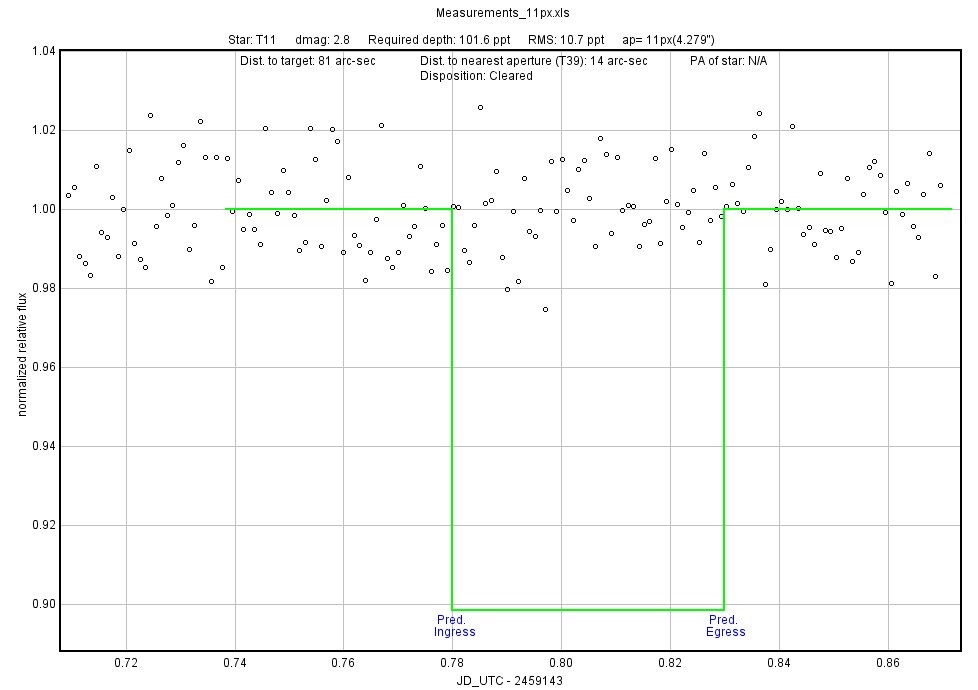 Measurements_11px.xls
Star: T11 dmag: 2.8 Required depth: 101.6 ppt RMS: 10.7 ppt ap= 11px(4.279")
Dist. to target: 81 arc-sec Dist. to nearest aperture (T39): 14 arc-sec PA of star: N/A
Disposition: Cleared
1.04
1.02
1.00
0.98
0.96
0.94
0.92
0.90
normalized relative flux
Pred.
Ingress
Pred.
Egress
0.72 0.74 0.76 0.78 0.80 0.82 0.84 0.86
JD_UTC - 2459143